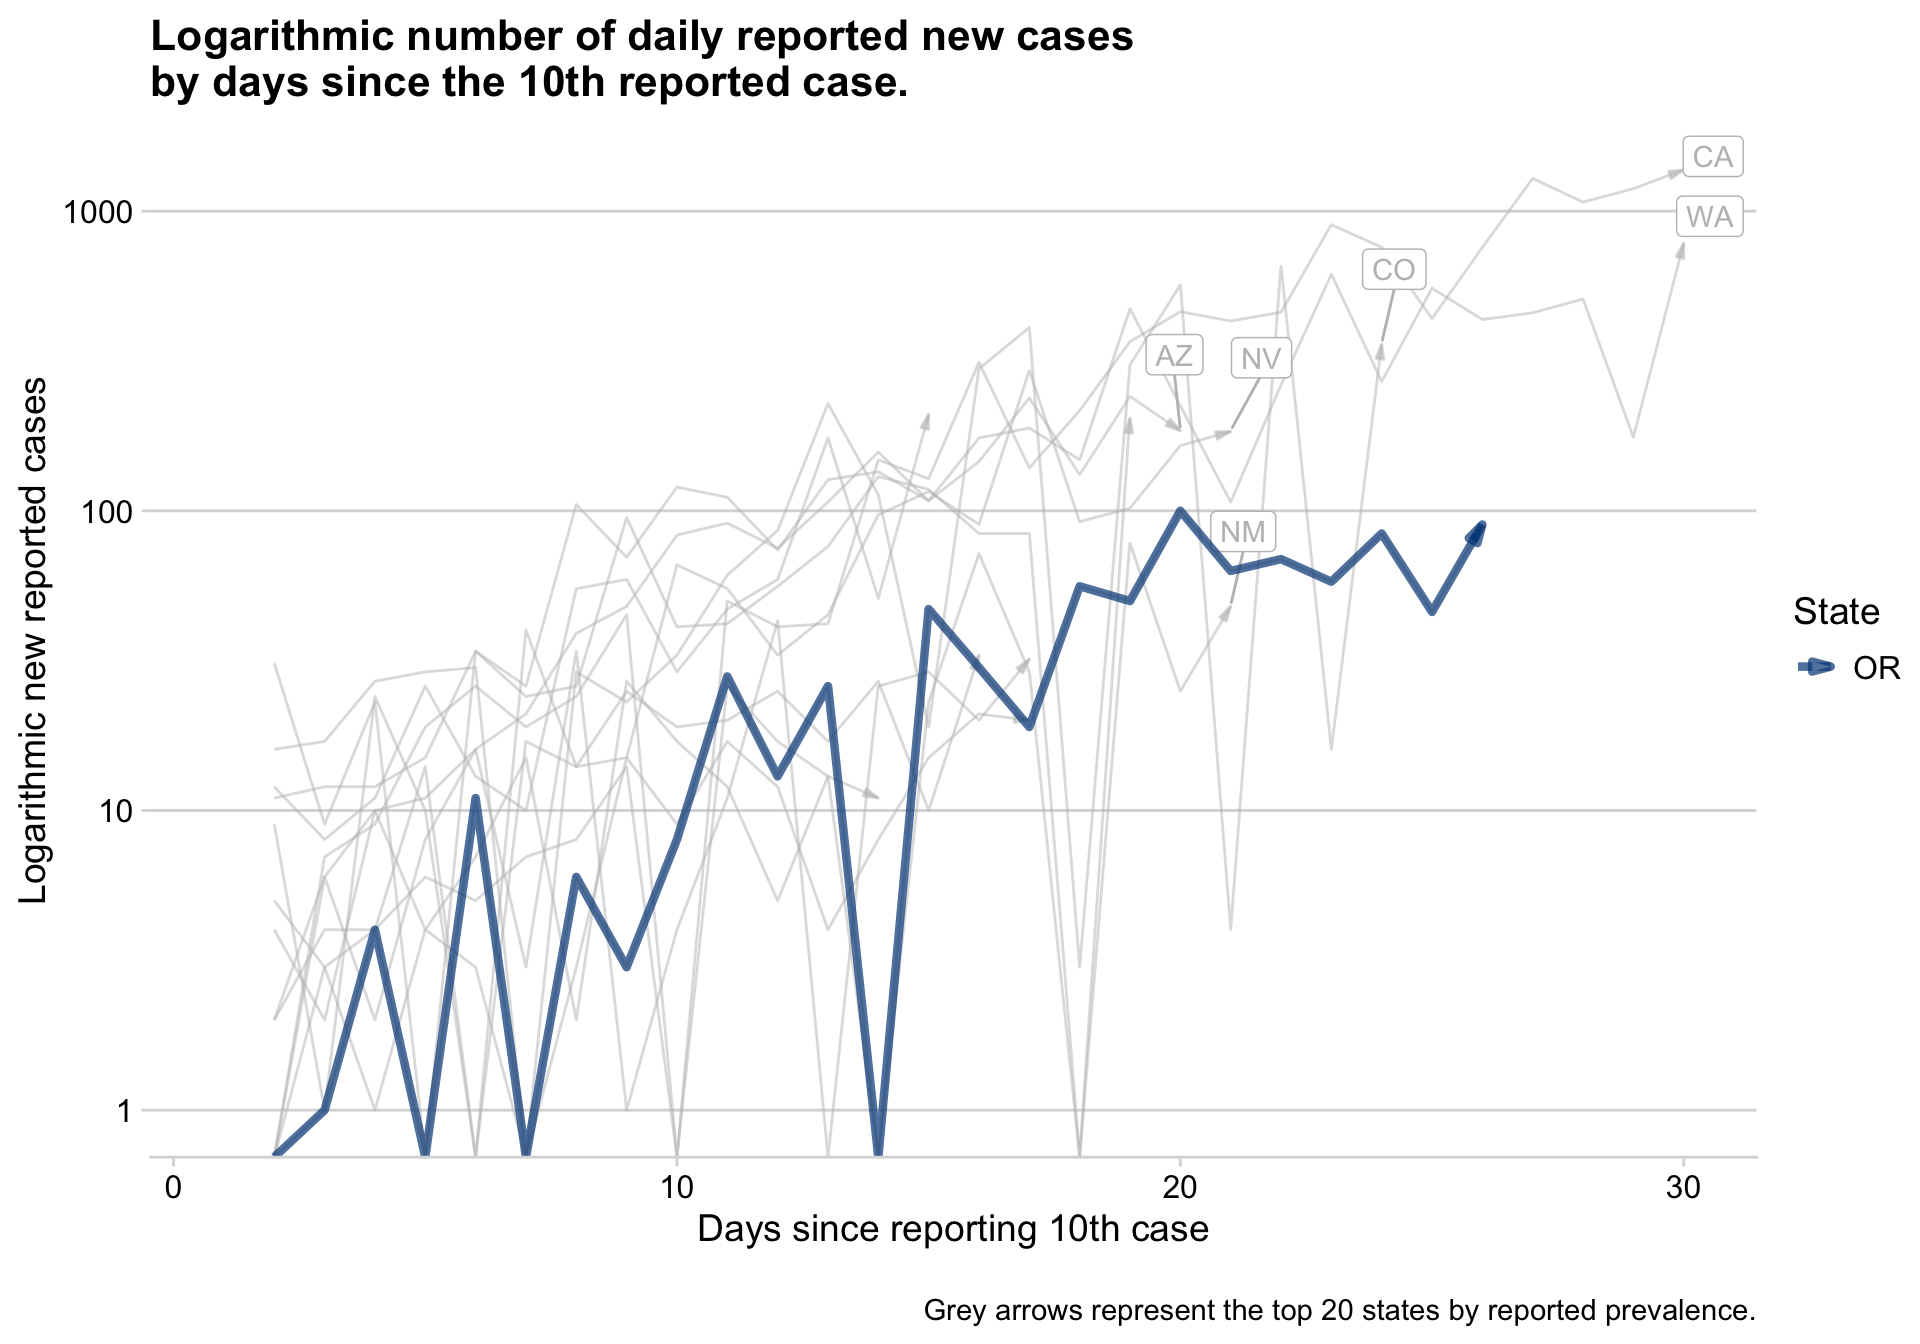 Logarithmic number of daily reported new cases
by days since the 10th reported case.
CA
WA
CO
AZ
NV
NM
1000
100
10
1
Logarithmic new reported cases
0
10
20
30
Days since reporting 10th case
State
OR
Grey arrows represent the top 20 states by reported prevalence.